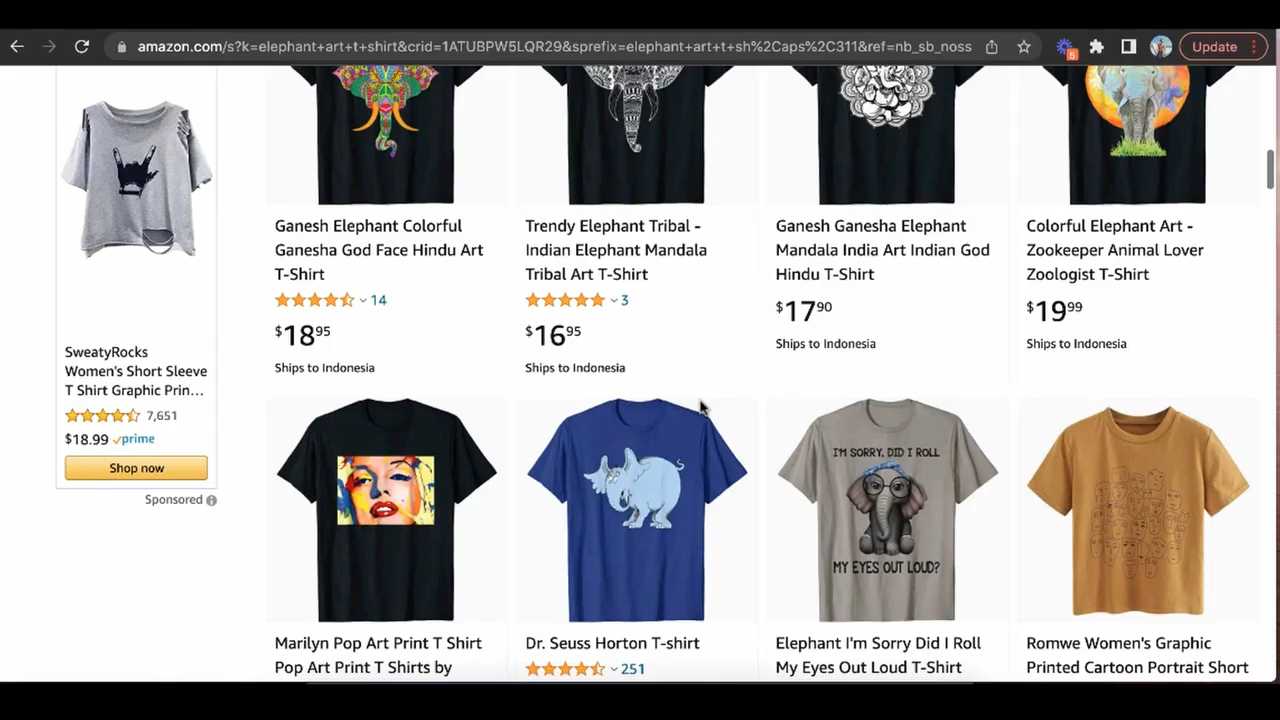 amazon.com/s?k=elephant+art+t+shirt&crid=1ATUBPW5LQR29&sprefix=elephant+art+t+sh%2Caps%2C311&ref=nb_sb_noss
5
Update
Ganesh Elephant Colorful
Ganesha God Face Hindu Art
T-Shirt
14
$18 95
Ships to Indonesia
Trendy Elephant Tribal -
Indian Elephant Mandala
Tribal Art T-Shirt
3
$16 95
Ships to Indonesia
Ganesh Ganesha Elephant
Mandala India Art Indian God
Hindu T-Shirt
$17 90
Ships to Indonesia
Colorful Elephant Art -
Zookeeper Animal Lover
Zoologist T-Shirt
$19 99
Ships to Indonesia
SweatyRocks
Women's Short Sleeve
T Shirt Graphic Prin...
7,651
$18.99 prime
Shop now
Sponsored
I'M SORRY, DID I ROLL
MY EYES OUT LOUD?
Marilyn Pop Art Print T Shirt
Pop Art Print T Shirts by
Dr. Seuss Horton T-shirt
251
Elephant I'm Sorry Did I Roll
My Eyes Out Loud T-Shirt
Romwe Women's Graphic
Printed Cartoon Portrait Short